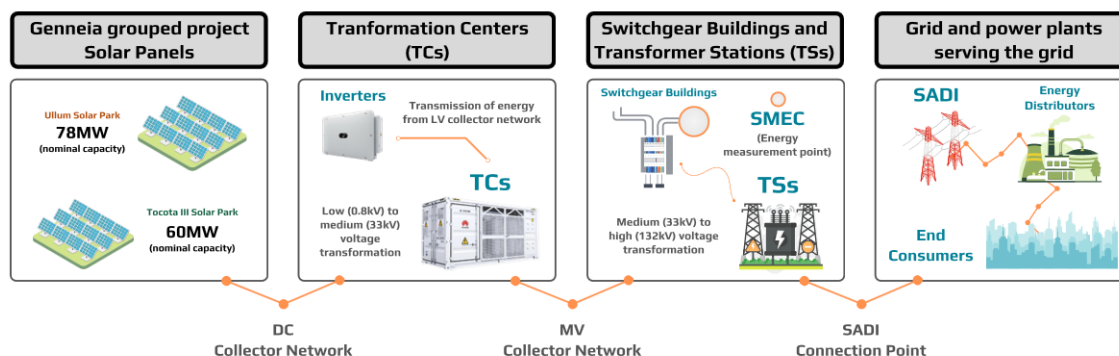 Genneia grouped project
Solar Panels
Ullum Solar Park
78MW
(nominal capacity)
Tocota III Solar Park
60MW
(nominal capacity)
Tranformation Centers
(TCs)
Inverters
Transmission of energy
from LV collector network
TCs
Low (0.8kV) to
medium (33kV)
voltage
transformation
Switchgear Buildings and
Transformer Stations (TSs)
Switchgear Buildings
SMEC
(Energy
measurement point)
TSs
Medium (33kV) to
high (132kV) voltage
transformation
Grid and power plants
serving the grid
SADI
Energy
Distributors
End
Consumers
DC
Collector Network
MV
Collector Network
SADI
Connection Point